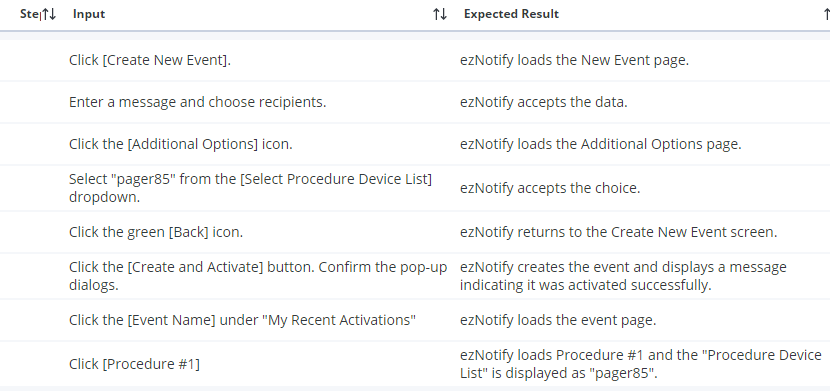 Step Input Expected Result
Click [Create New Event]. ezNotify loads the New Event page.
Enter a message and choose recipients. ezNotify accepts the data.
Click the [Additional Options] icon. ezNotify loads the Additional Options page.
Select "pager85" from the [Select Procedure Device List]
dropdown.
ezNotify accepts the choice.
Click the green [Back] icon. ezNotify returns to the Create New Event screen.
Click the [Create and Activate] button. Confirm the pop-up
dialogs.
ezNotify creates the event and displays a message
indicating it was activated successfully.
Click the [Event Name] under "My Recent Activations" ezNotify loads the event page.
Click [Procedure #1]
ezNotify loads Procedure #1 and the "Procedure Device
List" is displayed as "pager85".